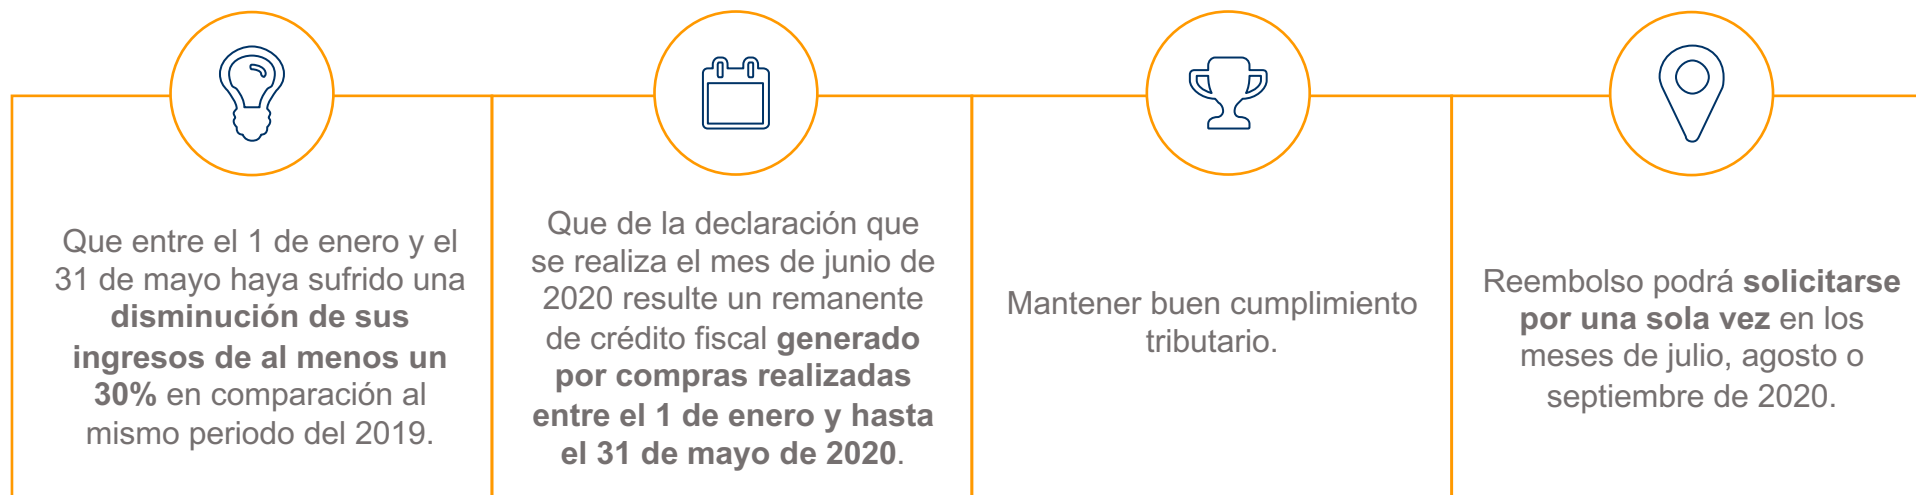 Que entre el 1 de enero y el
31 de mayo haya sufrido una
disminución de sus
ingresos de al menos un
30% en comparación al
mismo periodo del 2019.
Que de la declaración que
se realiza el mes de junio de
2020 resulte un remanente
de crédito fiscal generado
por compras realizadas
entre el 1 de enero y hasta
el 31 de mayo de 2020.
Mantener buen cumplimiento
tributario.
Reembolso podrá solicitarse
por una sola vez en los
meses de julio, agosto o
septiembre de 2020.